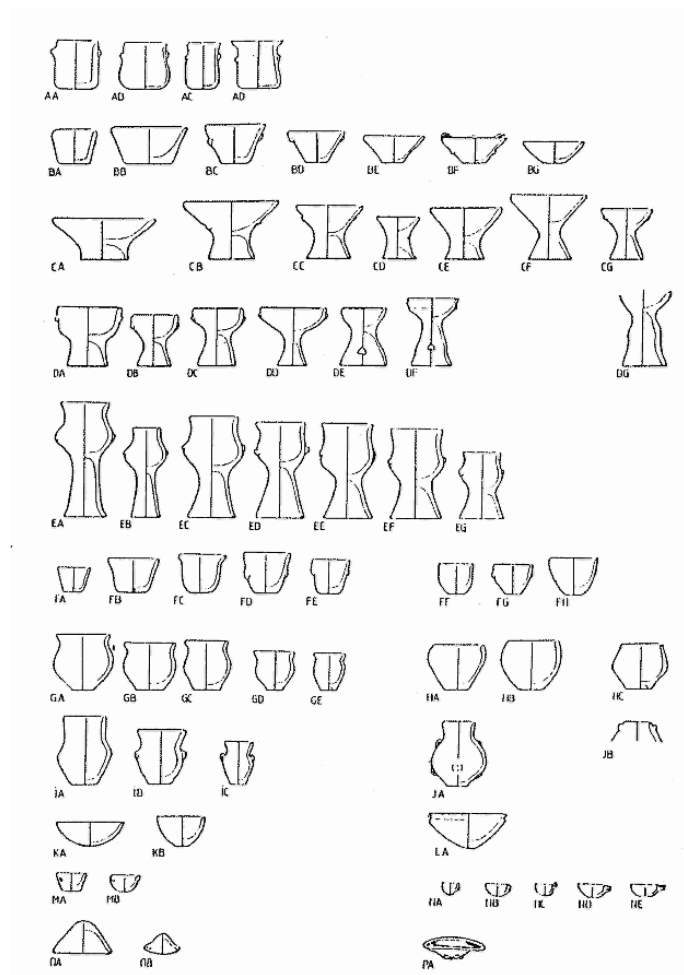 AA AB AC AD
BA BB BC BD BE BF BG
CA CB CC CD CE CF CG
DA DB DC DD DE DF DG
EA EB EC ED EE EF EG
FA FB FC FD FE FF FG FH
GA GB GC GD GE HA HB HC
IA IB IC JA JB
KA KB LA
MA MB NA NB NC ND NE
OA OB PA